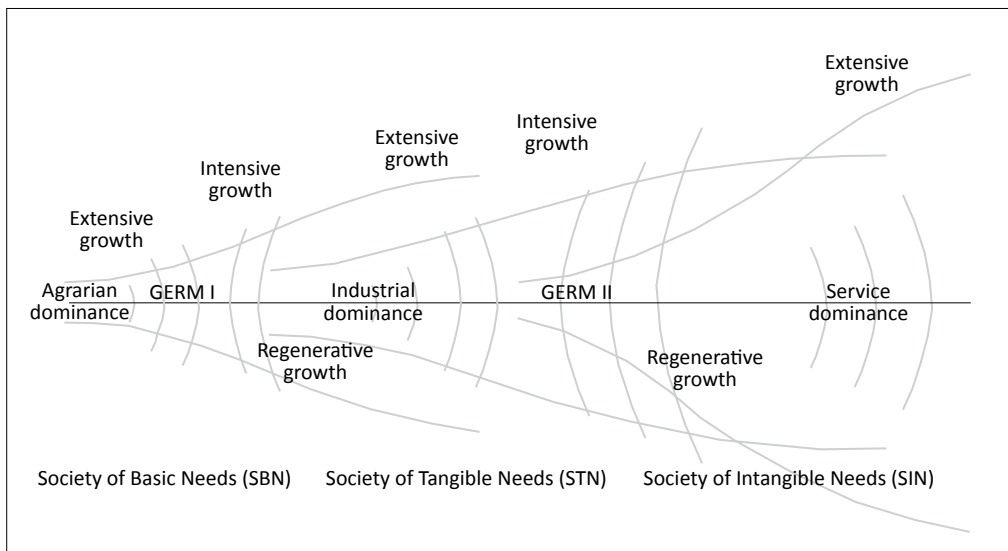 Extensive
growth
Extensive
growth
Intensive
growth
Intensive
growth
Extensive
growth
Agrarian
dominance
GERM I
Industrial
dominance
GERM II
Service
dominance
Regenerative
growth
Regenerative
growth
Society of Basic Needs (SBN)
Society of Tangible Needs (STN)
Society of Intangible Needs (SIN)